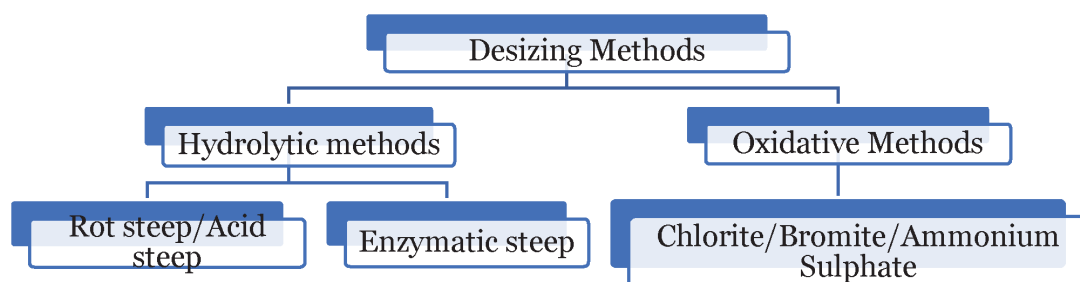 Desizing Methods
Hydrolytic methods
Oxidative Methods
Rot steep/Acid
steep
Enzymatic steep
Chlorite/Bromite/Ammonium
Sulphate